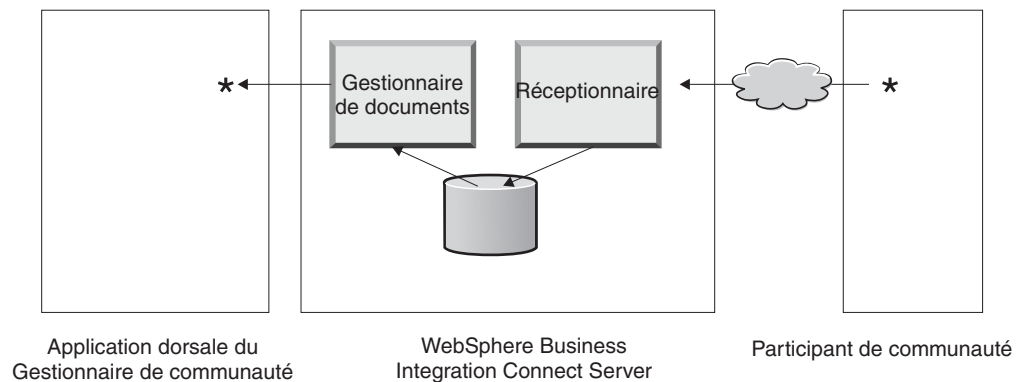 Gestionnaire
de documents
Réceptionnaire
*
*
Application dorsale du
Gestionnaire de communauté
WebSphere Business
Integration Connect Server
Participant de communauté